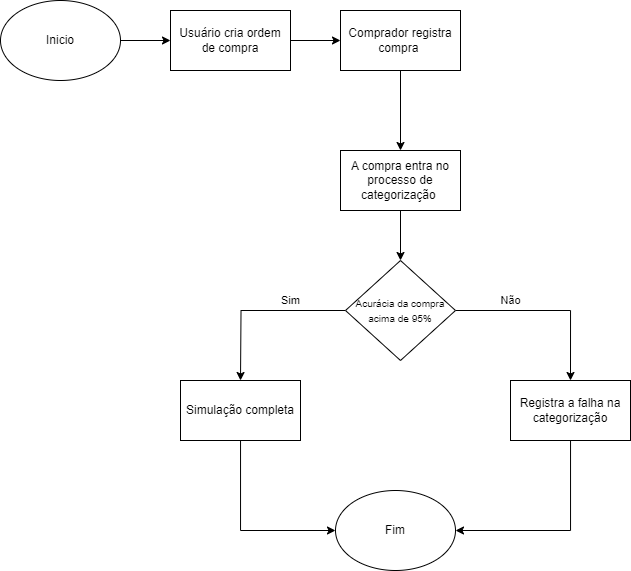 Inicio
Usuário cria ordem
de compra
Comprador registra
compra
A compra entra no
processo de
categorização
Acurácia da compra
acima de 95%
Sim
Não
Simulação completa
Registra a falha na
categorização
Fim